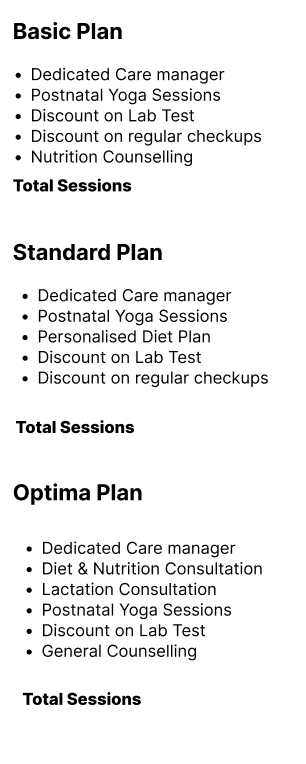 Basic Plan
• Dedicated Care manager
• Postnatal Yoga Sessions
• Discount on Lab Test
• Discount on regular checkups
• Nutrition Counselling
Total Sessions
Standard Plan
• Dedicated Care manager
• Postnatal Yoga Sessions
• Personalised Diet Plan
• Discount on Lab Test
• Discount on regular checkups
Total Sessions
Optima Plan
• Dedicated Care manager
• Diet & Nutrition Consultation
• Lactation Consultation
• Postnatal Yoga Sessions
• Discount on Lab Test
• General Counselling
Total Sessions